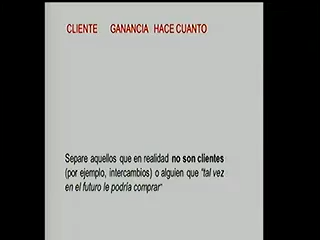 CLIENTE GANANCIA HACE CUANTO
Separe aquellos que en realidad no son clientes
(por ejemplo, intercambios) o alguien que "tal vez
en el futuro le podría comprar"